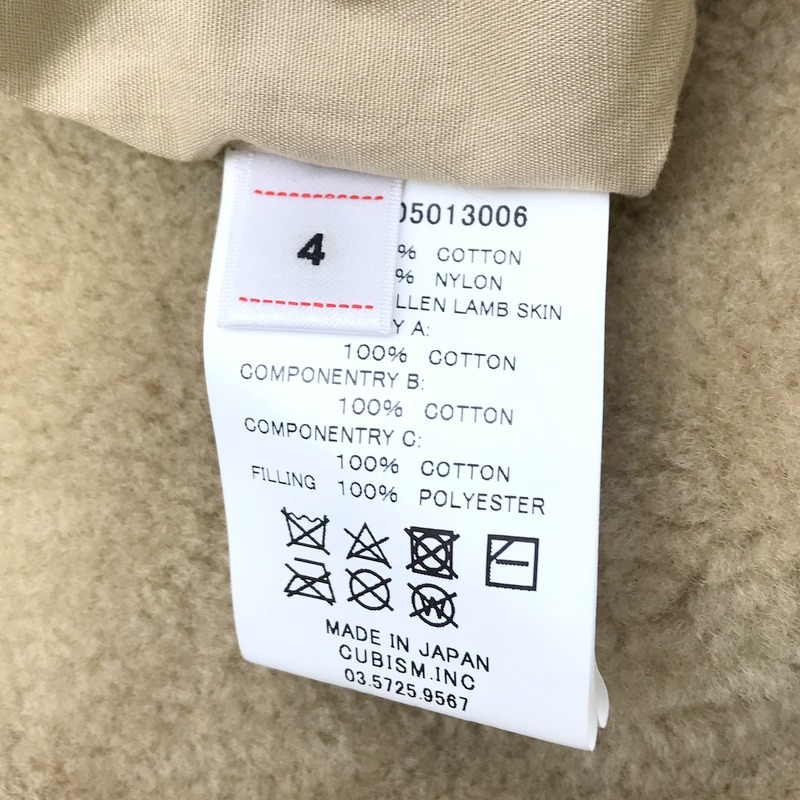 4
05013006
% COTTON
% NYLON
LLEN LAMB SKIN
Y A:
100% COTTON
COMPONENTRY B:
100% COTTON
COMPONENTRY C:
100% COTTON
FILLING 100% POLYESTER
W
MADE IN JAPAN
CUBISM.INC
03.5725.9567